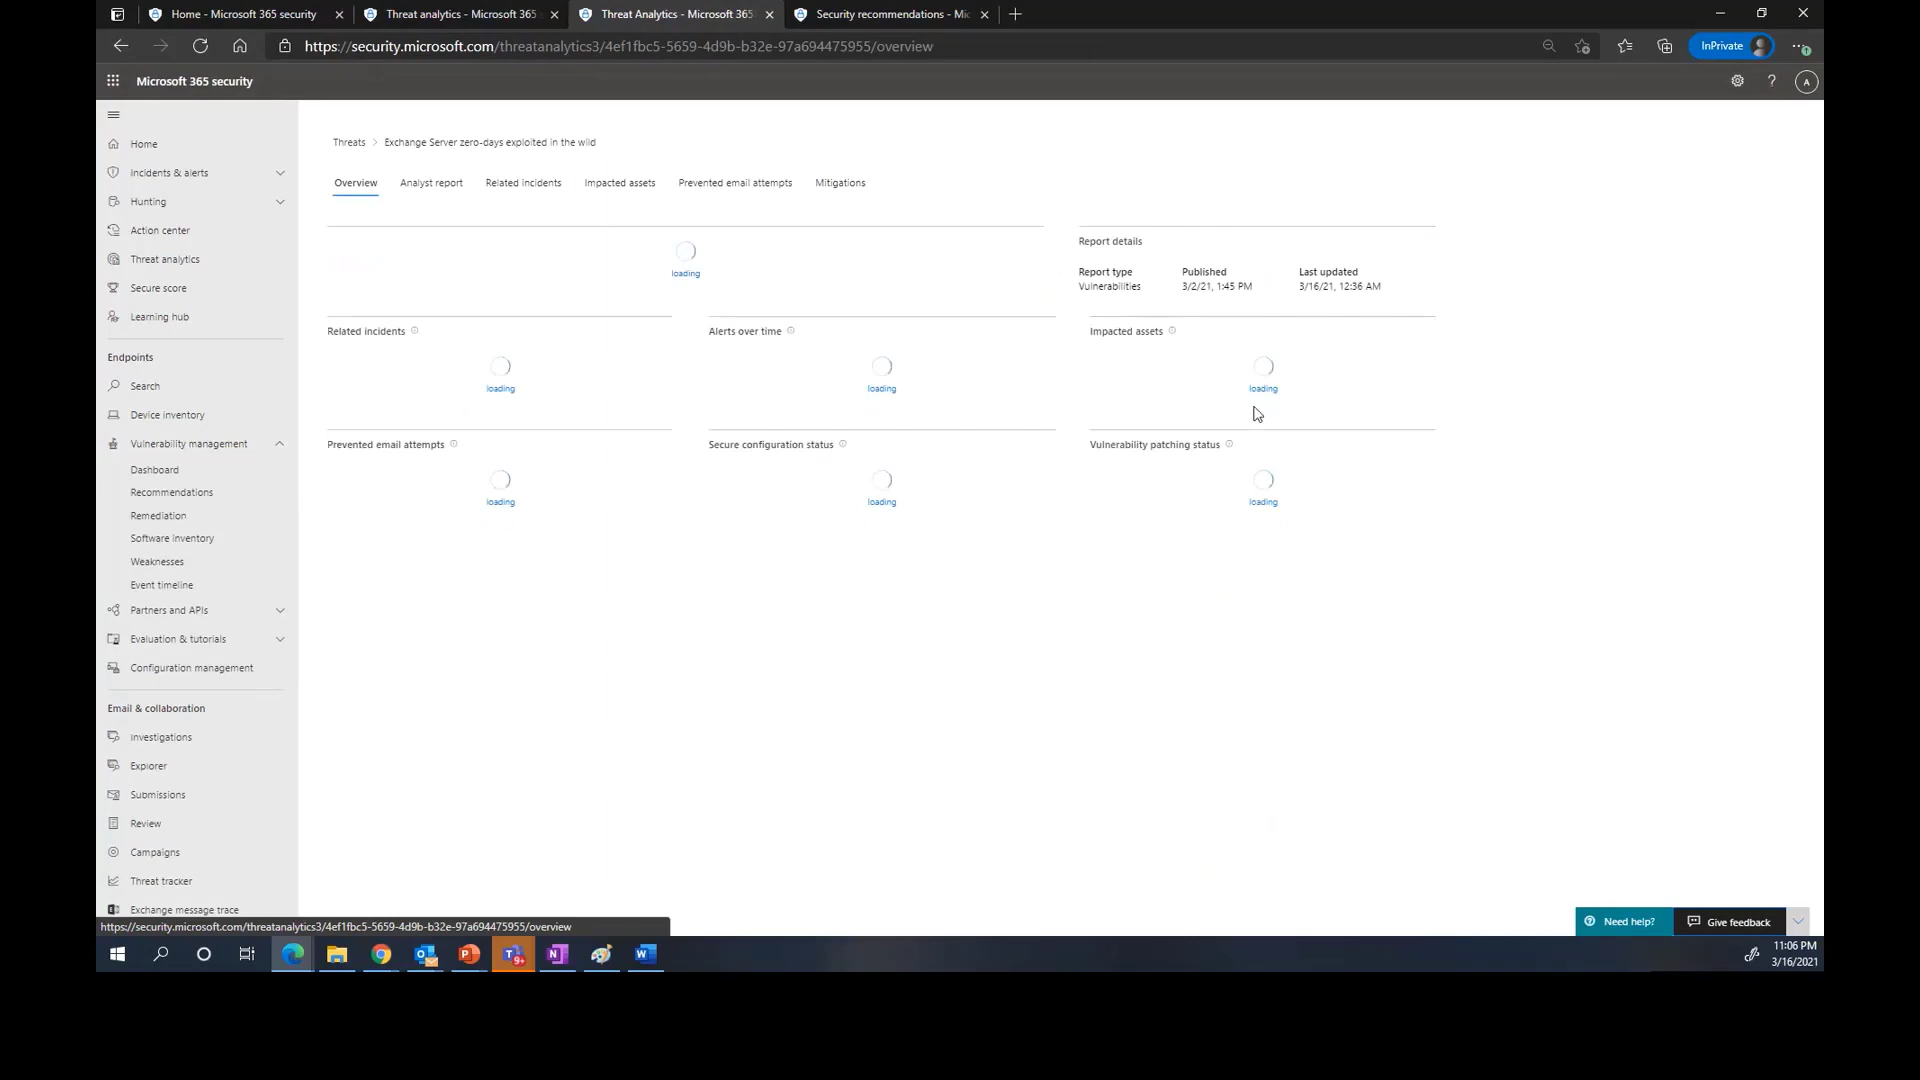 Home - Microsoft 365 security
Threat analytics - Microsoft 365
Threat Analytics - Microsoft 365
Security recommendations - Mi
https://security.microsoft.com/threatanalytics3/4ef1fbc5-5659-4d9b-b32e-97a694475955/overview
InPrivate
Microsoft 365 security
?
A
Home
Incidents & alerts
Hunting
Action center
Threat analytics
Secure score
Learning hub
Endpoints
Search
Device inventory
Vulnerability management
Dashboard
Recommendations
Remediation
Software inventory
Weaknesses
Event timeline
Partners and APIs
Evaluation & tutorials
Configuration management
Email & collaboration
Investigations
Explorer
Submissions
Review
Campaigns
Threat tracker
Exchange message trace
Threats > Exchange Server zero-days exploited in the wild
Overview Analyst report Related incidents Impacted assets Prevented email attempts Mitigations
loading
Report details
Report type Published Last updated
Vulnerabilities 3/2/21, 1:45 PM 3/16/21, 12:36 AM
Related incidents Alerts over time Impacted assets
loading loading loading
Prevented email attempts Secure configuration status Vulnerability patching status
loading loading loading
https://security.microsoft.com/threatanalytics3/4ef1fbc5-5659-4d9b-b32e-97a694475955/overview
Need help?
Give feedback
9+
11:06 PM
3/16/2021